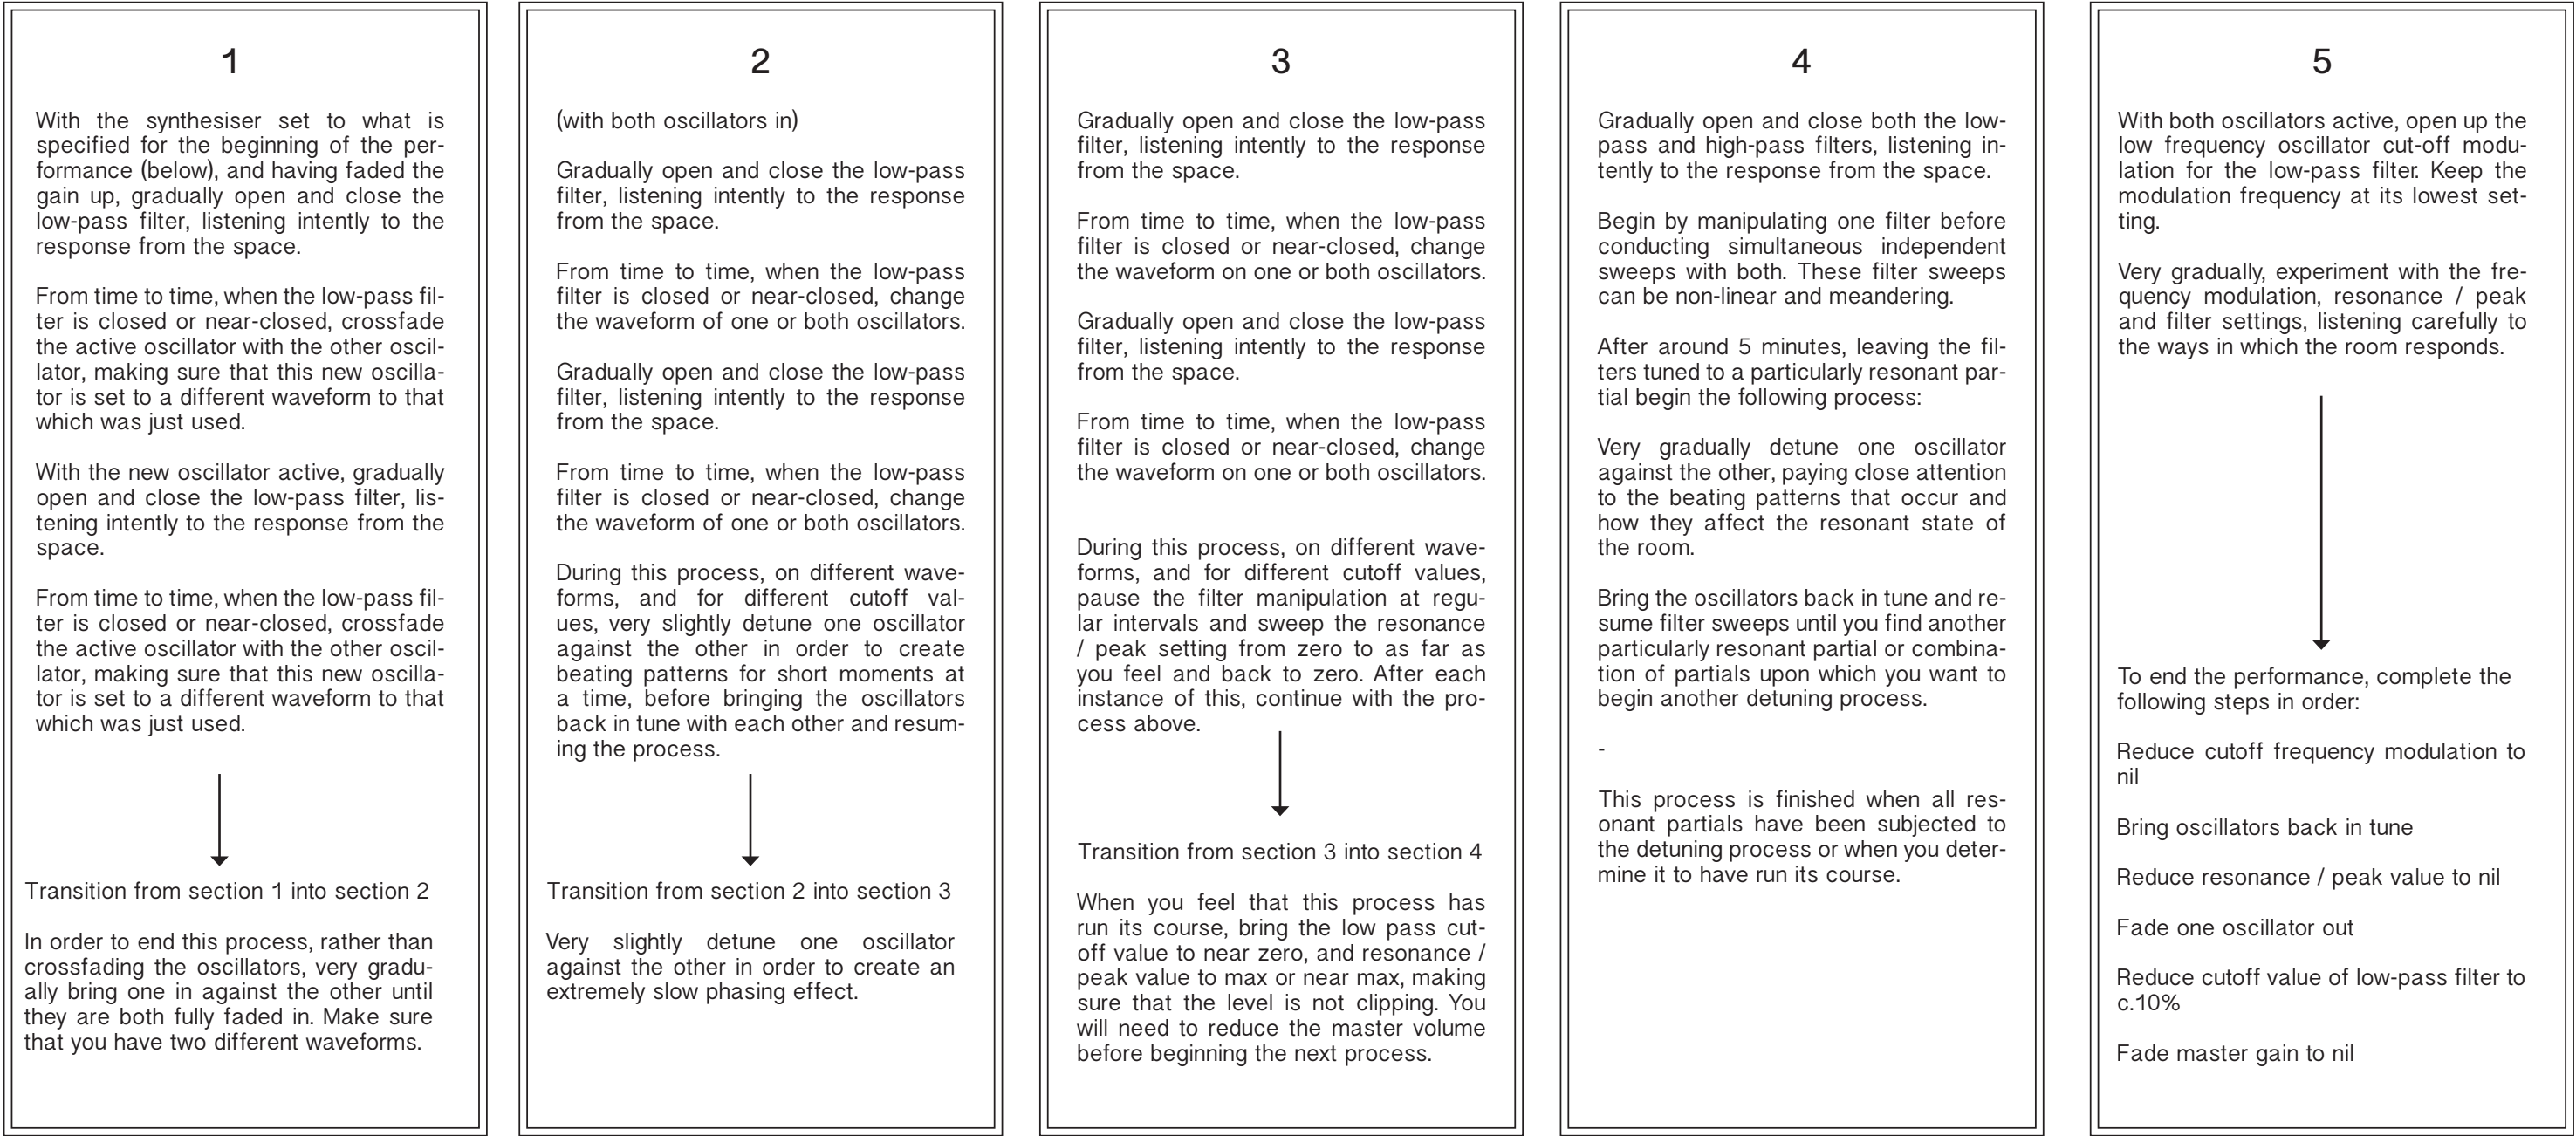 1
With the synthesiser set to what is
specified for the beginning of the per-
formance (below), and having faded the
gain up, gradually open and close the
low-pass filter, listening intently to the
response from the space.
From time to time, when the low-pass fil-
ter is closed or near-closed, crossfade
the active oscillator with the other oscil-
lator, making sure that this new oscilla-
tor is set to a different waveform to that
which was just used.
With the new oscillator active, gradually
open and close the low-pass filter, lis-
tening intently to the response from the
space.
From time to time, when the low-pass fil-
ter is closed or near-closed, crossfade
the active oscillator with the other oscil-
lator, making sure that this new oscilla-
tor is set to a different waveform to that
which was just used.
Transition from section 1 into section 2
In order to end this process, rather than
crossfading the oscillators, very gradu-
ally bring one in against the other until
they are both fully faded in. Make sure
that you have two different waveforms.
2
(with both oscillators in)
Gradually open and close the low-pass
filter, listening intently to the response
from the space.
From time to time, when the low-pass
filter is closed or near-closed, change
the waveform of one or both oscillators.
Gradually open and close the low-pass
filter, listening intently to the response
from the space.
From time to time, when the low-pass
filter is closed or near-closed, change
the waveform of one or both oscillators.
During this process, on different wave-
forms, and for different cutoff val-
ues, very slightly detune one oscillator
against the other in order to create
beating patterns for short moments at
a time, before bringing the oscillators
back in tune with each other and resum-
ing the process.
Transition from section 2 into section 3
Very slightly detune one oscillator
against the other in order to create an
extremely slow phasing effect.
3
Gradually open and close the low-pass
filter, listening intently to the response
from the space.
From time to time, when the low-pass
filter is closed or near-closed, change
the waveform on one or both oscillators.
Gradually open and close the low-pass
filter, listening intently to the response
from the space.
From time to time, when the low-pass
filter is closed or near-closed, change
the waveform on one or both oscillators.
During this process, on different wave-
forms, and for different cutoff values,
pause the filter manipulation at regu-
lar intervals and sweep the resonance
/ peak setting from zero to as far as
you feel and back to zero. After each
instance of this, continue with the pro-
cess above.
Transition from section 3 into section 4
When you feel that this process has
run its course, bring the low pass cut-
off value to near zero, and resonance /
peak value to max or near max, making
sure that the level is not clipping. You
will need to reduce the master volume
before beginning the next process.
4
Gradually open and close both the low-
pass and high-pass filters, listening in-
tently to the response from the space.
Begin by manipulating one filter before
conducting simultaneous independent
sweeps with both. These filter sweeps
can be non-linear and meandering.
After around 5 minutes, leaving the fil-
ters tuned to a particularly resonant par-
tial begin the following process:
Very gradually detune one oscillator
against the other, paying close attention
to the beating patterns that occur and
how they affect the resonant state of
the room.
Bring the oscillators back in tune and re-
sume filter sweeps until you find another
particularly resonant partial or combina-
tion of partials upon which you want to
begin another detuning process.
-
This process is finished when all res-
onant partials have been subjected to
the detuning process or when you deter-
mine it to have run its course.
5
With both oscillators active, open up the
low frequency oscillator cut-off modu-
lation for the low-pass filter. Keep the
modulation frequency at its lowest set-
ting.
Very gradually, experiment with the fre-
quency modulation, resonance / peak
and filter settings, listening carefully to
the ways in which the room responds.
To end the performance, complete the
following steps in order:
Reduce cutoff frequency modulation to
nil
Bring oscillators back in tune
Reduce resonance / peak value to nil
Fade one oscillator out
Reduce cutoff value of low-pass filter to
c.10%
Fade master gain to nil